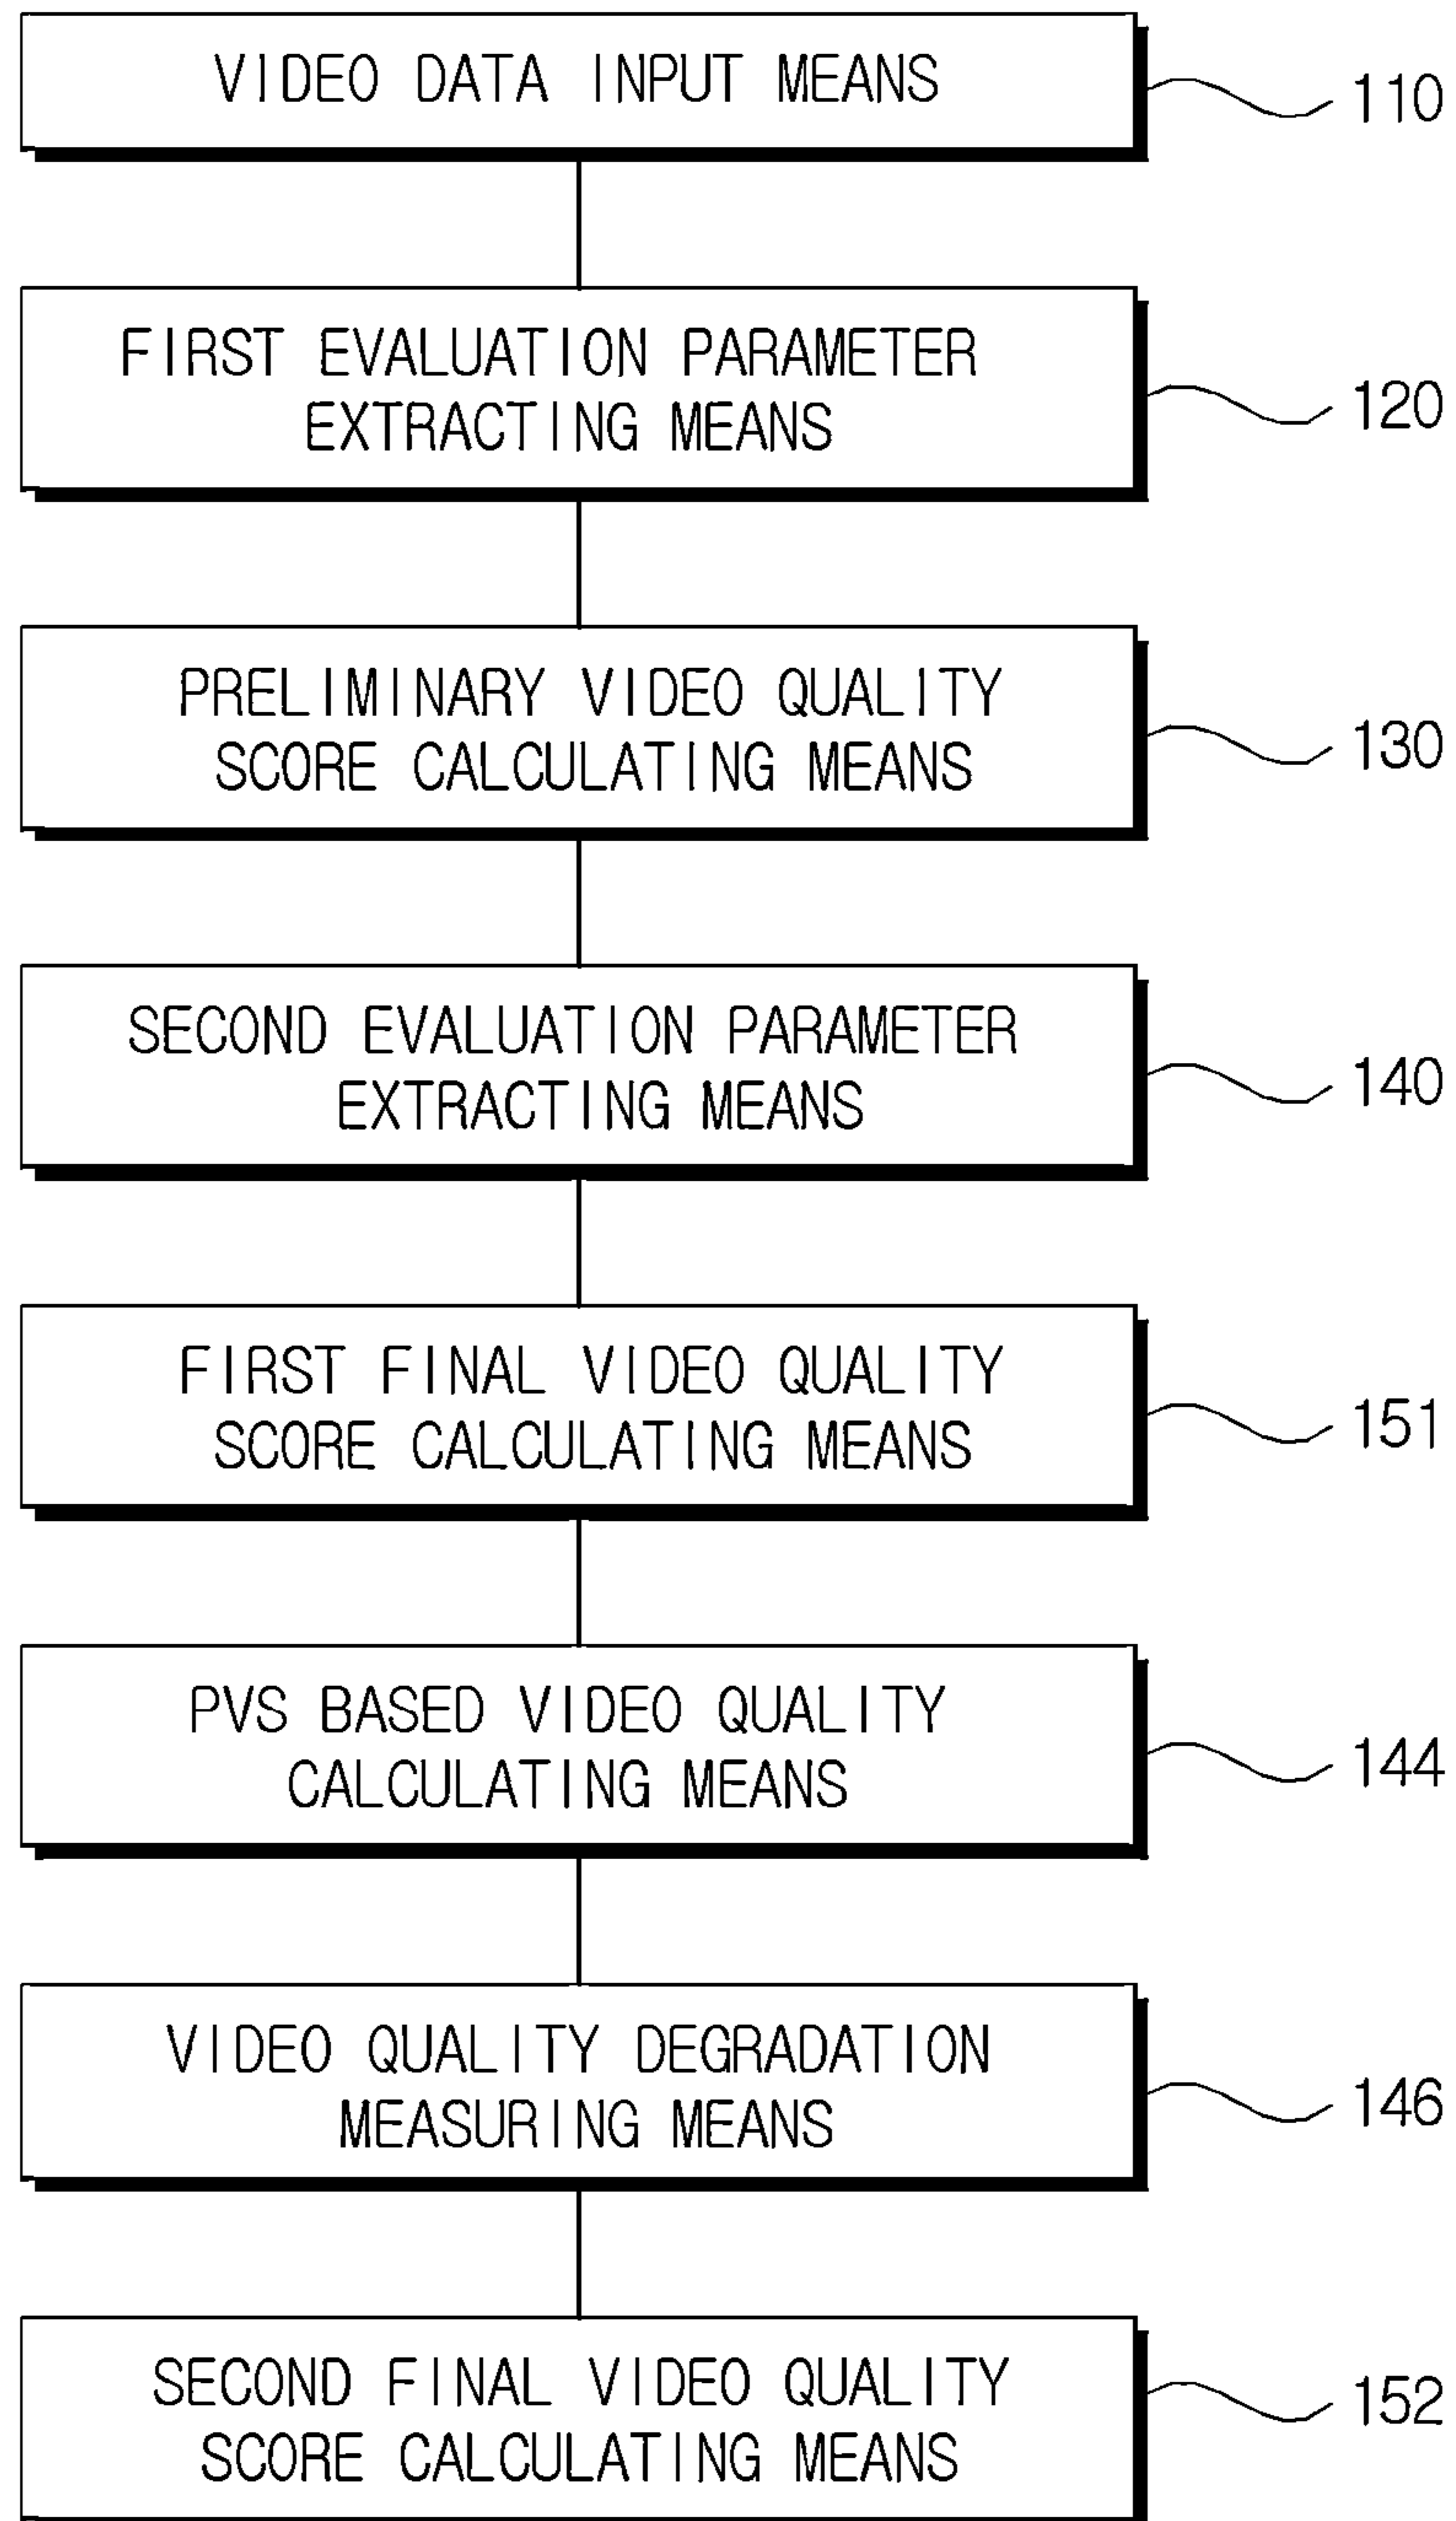 VIDEO DATA INPUT MEANS
110
FIRST EVALUATION PARAMETER
EXTRACTING MEANS
120
PRELIMINARY VIDEO QUALITY
SCORE CALCULATING MEANS
130
SECOND EVALUATION PARAMETER
EXTRACTING MEANS
140
FIRST FINAL VIDEO QUALITY
SCORE CALCULATING MEANS
151
PVS BASED VIDEO QUALITY
CALCULATING MEANS
144
VIDEO QUALITY DEGRADATION
MEASURING MEANS
146
SECOND FINAL VIDEO QUALITY
SCORE CALCULATING MEANS
152